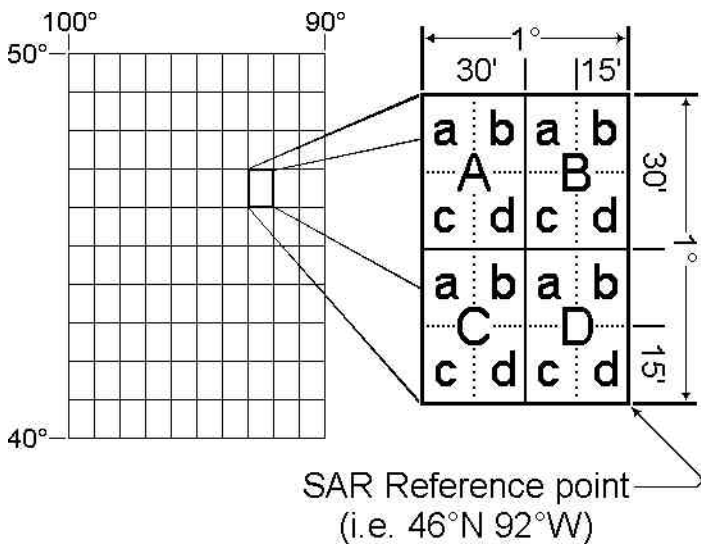 100°
90°
50°
40°
1°
30'
15'
a b a b
A B
c d c d
a b a b
C D
c d c d
30'
1°
15'
SAR Reference point
(i.e. 46°N 92°W)